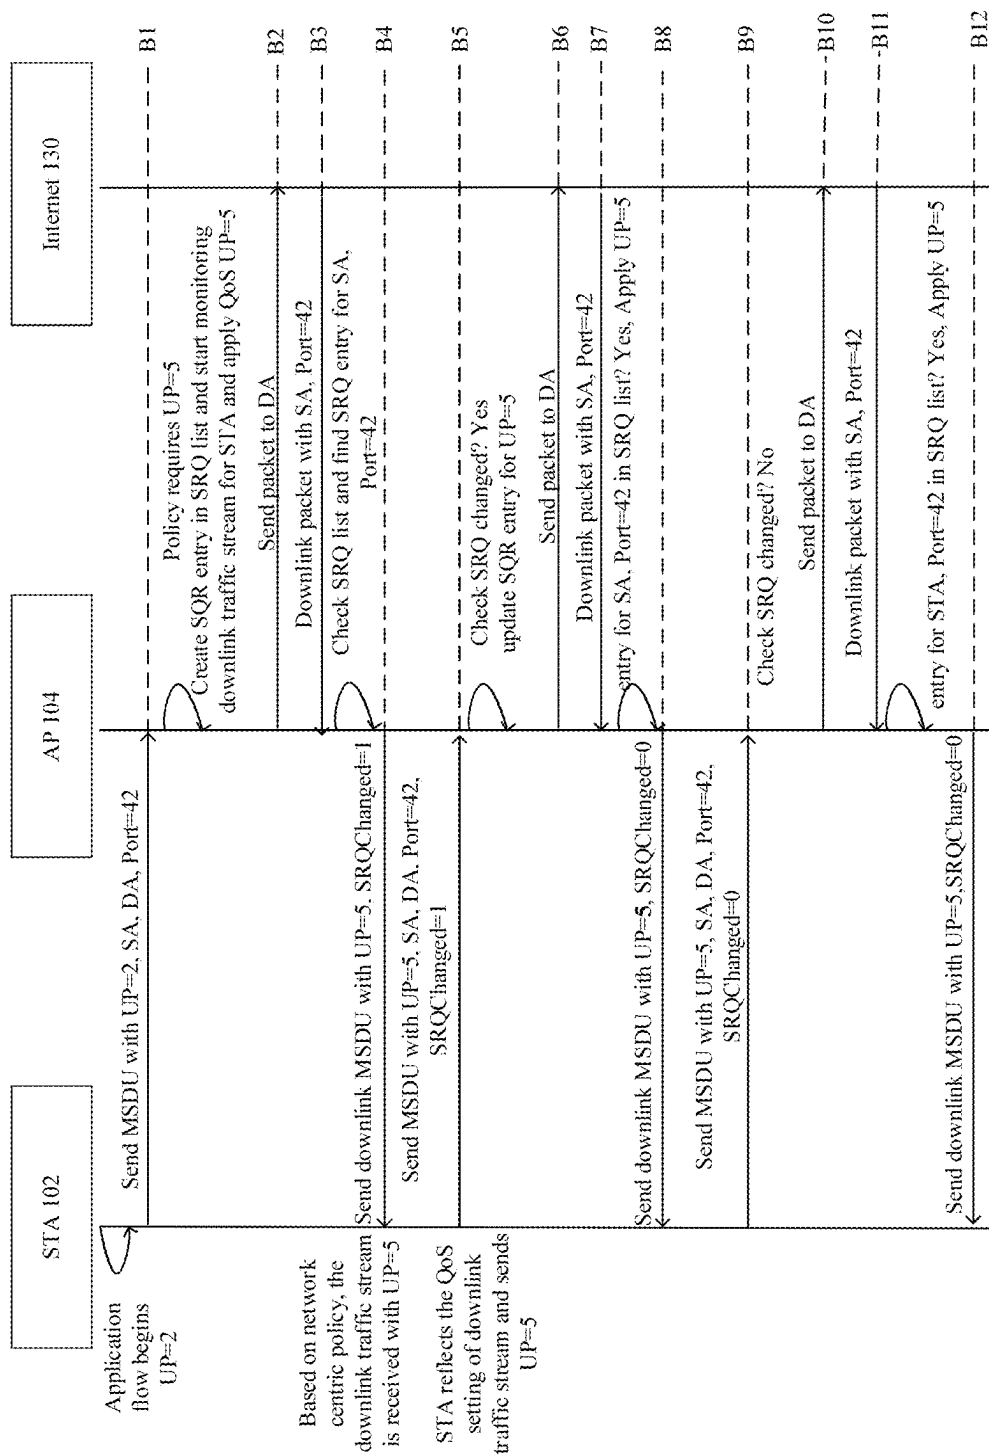 STA 102
AP 104
Internet 130
Application
flow begins
UP=2
Send MSDU with UP=2, SA, DA, Port=42
B1
Policy requires UP=5
Create SQR entry in SRQ list and start monitoring
downlink traffic stream for STA and apply QoS UP=5
Send packet to DA
B2
Downlink packet with SA, Port=42
B3
Check SRQ list and find SRQ entry for SA,
Port=42
Based on network
centric policy, the
downlink traffic stream
is received with UP=5
Send downlink MSDU with UP=5, SRQChanged=1
B4
Send MSDU with UP=5, SA, DA, Port=42,
SRQChanged=1
B5
STA reflects the QoS
setting of downlink
traffic stream and sends
UP=5
Check SRQ changed? Yes
update SQR entry for UP=5
Send packet to DA
B6
Downlink packet with SA, Port=42
B7
entry for SA, Port=42 in SRQ list? Yes, Apply UP=5
Send downlink MSDU with UP=5, SRQChanged=0
B8
Send MSDU with UP=5, SA, DA, Port=42,
SRQChanged=0
B9
Check SRQ changed? No
Send packet to DA
B10
Downlink packet with SA, Port=42
B11
entry for STA, Port=42 in SRQ list? Yes, Apply UP=5
Send downlink MSDU with UP=5,SRQChanged=0
B12